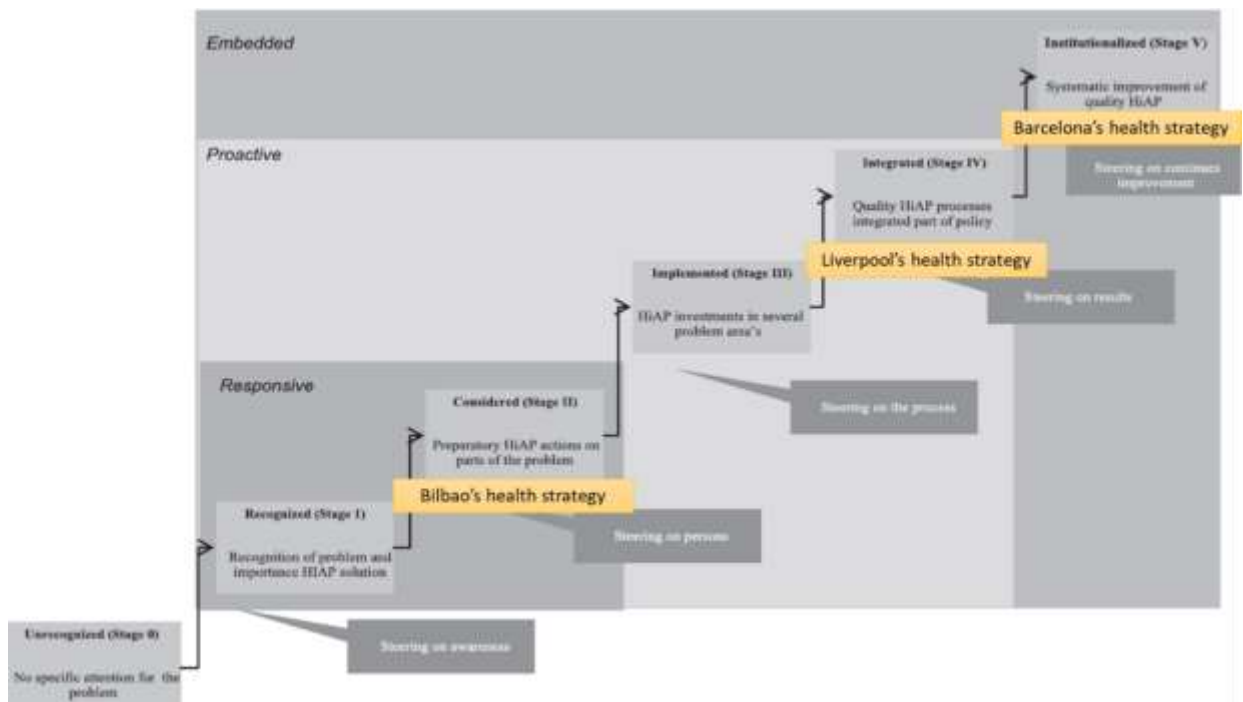 Embedded
Institutionalized (Stage V)
Systematic improvement of
quality HiAP
Barcelona's health strategy
Steering on continues
improvement
Proactive
Integrated (Stage IV)
Quality HiAP processes
integrated part of policy
Liverpool's health strategy
Steering on results
Implemented (Stage III)
HiAP investments in several
problem area's
Steering on the process
Responsive
Considered (Stage II)
Preparatory HiAP actions on
parts of the problem
Bilbao's health strategy
Steering on persons
Recognized (Stage I)
Recognition of problem and
importance HIAP solution
Steering on awareness
Unrecognized (Stage 0)
No specific attention for the
problem